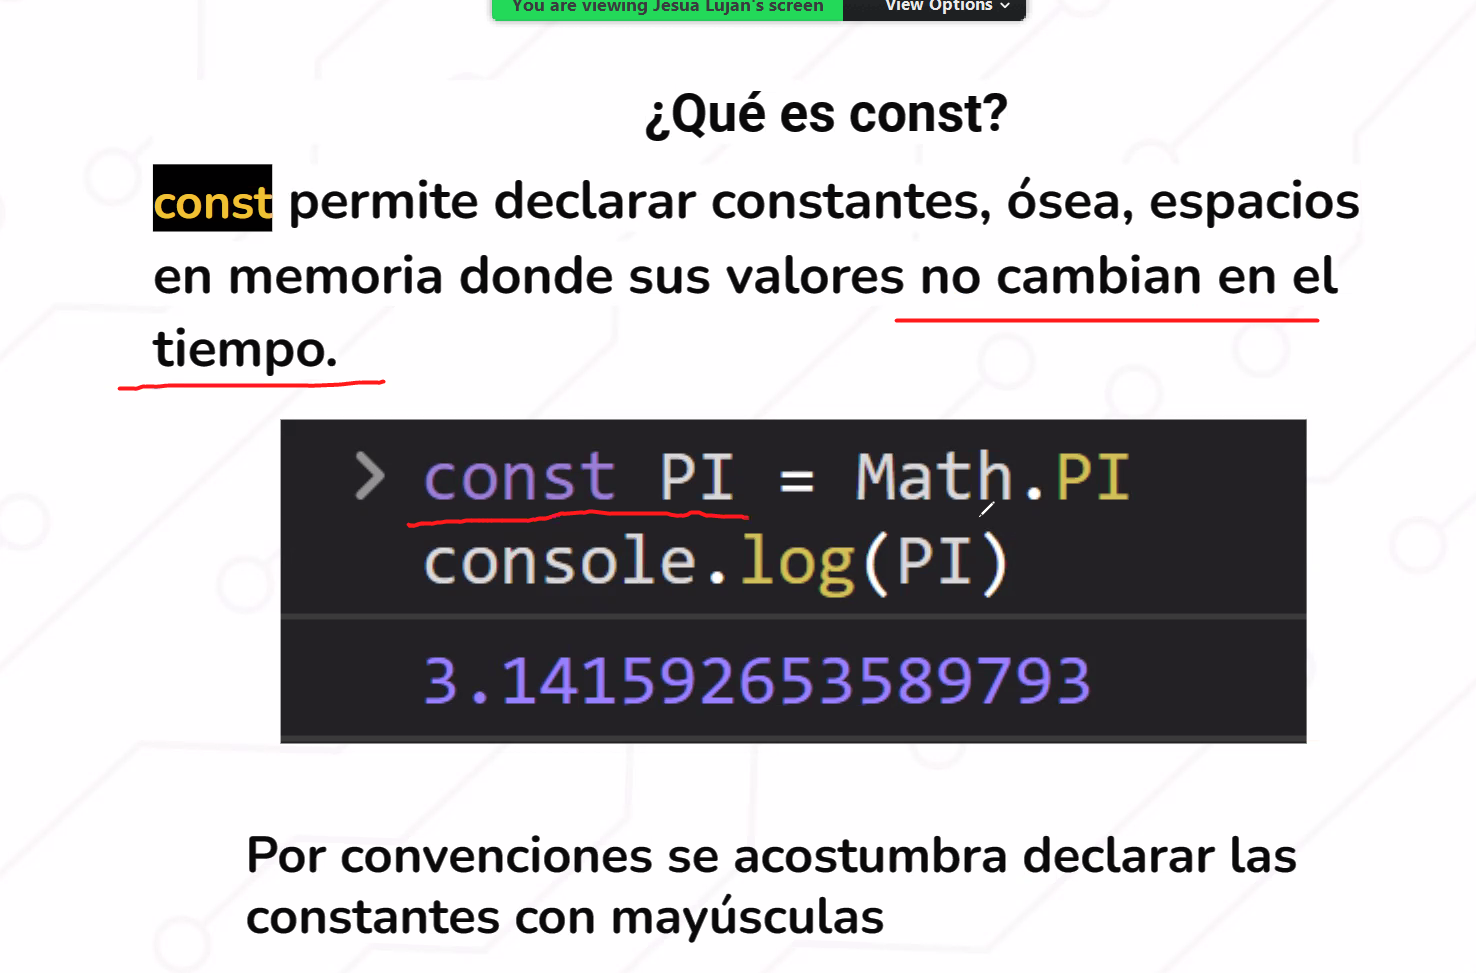 You are viewing Jesua Lujan's screen View Options
¿Qué es const?
const permite declarar constantes, ósea, espacios
en memoria donde sus valores no cambian en el
tiempo.
> const PI = Math.PI
console.log(PI)
3.141592653589793
Por convenciones se acostumbra declarar las
constantes con mayúsculas